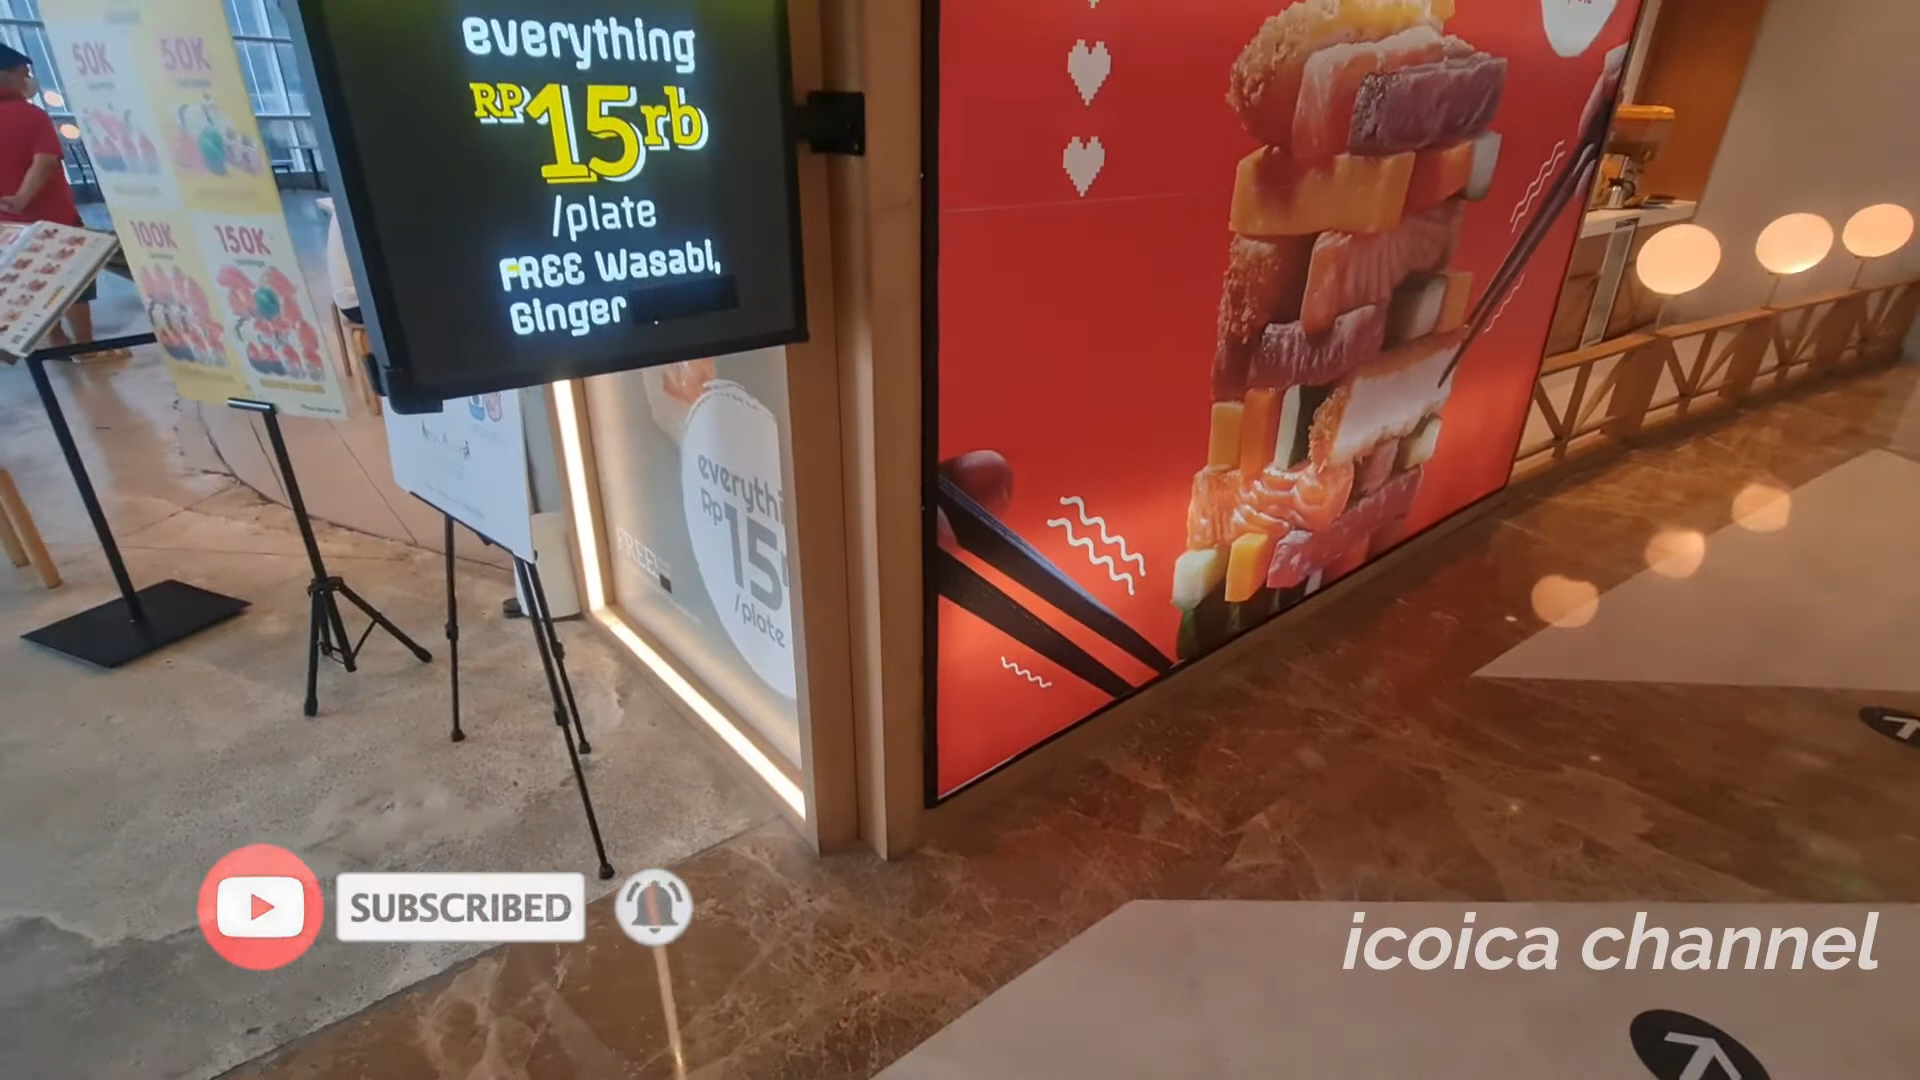 50K 50K
100K 150K
everything
RP15rb
/plate
FREE Wasabi,
Ginger
everythi
Rp15
/plate
FREE!
SUBSCRIBED
icoica channel